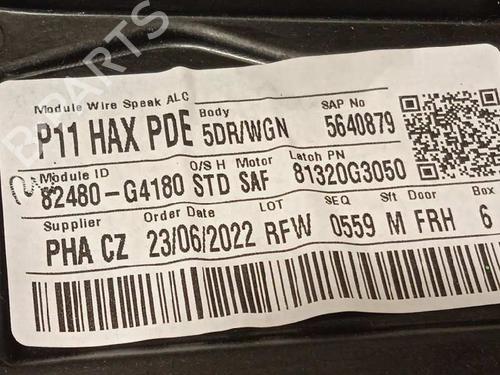 Module Wire Speak ALC Body SAP No
P11 HAX PDE 5DR/WGN 5640879
Module ID O/S H Motor Latch PN
82480-G4180 STD SAF 81320G3050
Supplier Order Date LOT SEQ Sft Door Box
PHA CZ 23/06/2022 RFW 0559 M FRH 6
B PARTS